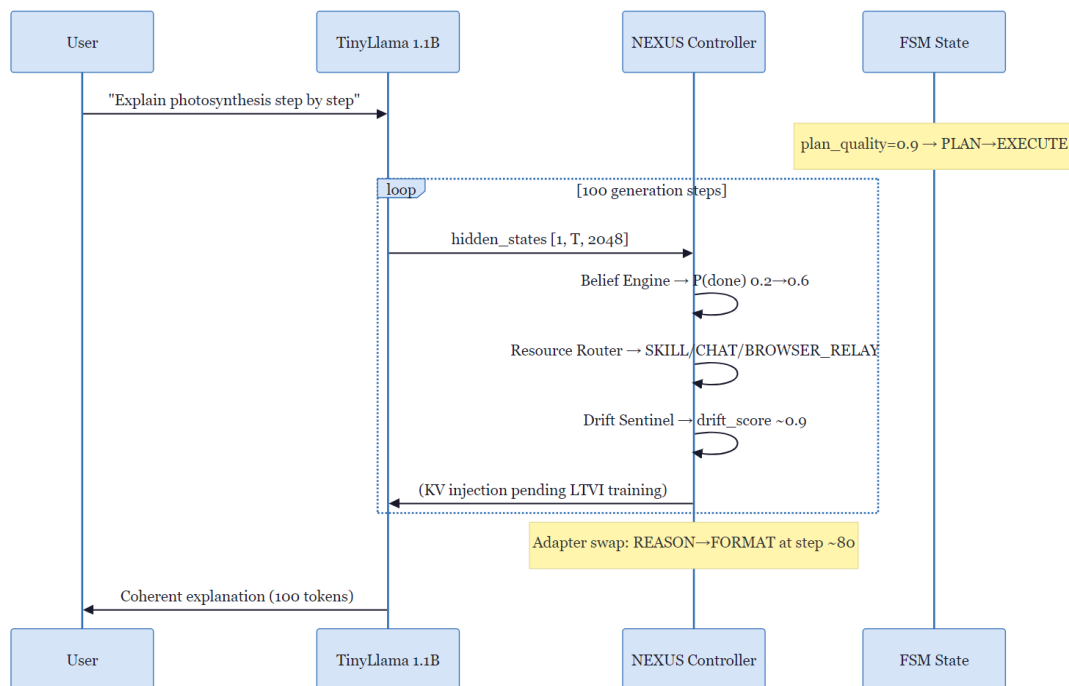 User
TinyLlama 1.1B
NEXUS Controller
FSM State
"Explain photosynthesis step by step"
plan_quality=0.9 → PLAN→EXECUTE
loop
[100 generation steps]
hidden_states [1, T, 2048]
Belief Engine → P(done) 0.2→0.6
Resource Router → SKILL/CHAT/BROWSER_RELAY
Drift Sentinel → drift_score ~0.9
(KV injection pending LTVI training)
Adapter swap: REASON→FORMAT at step ~80
Coherent explanation (100 tokens)
User
TinyLlama 1.1B
NEXUS Controller
FSM State